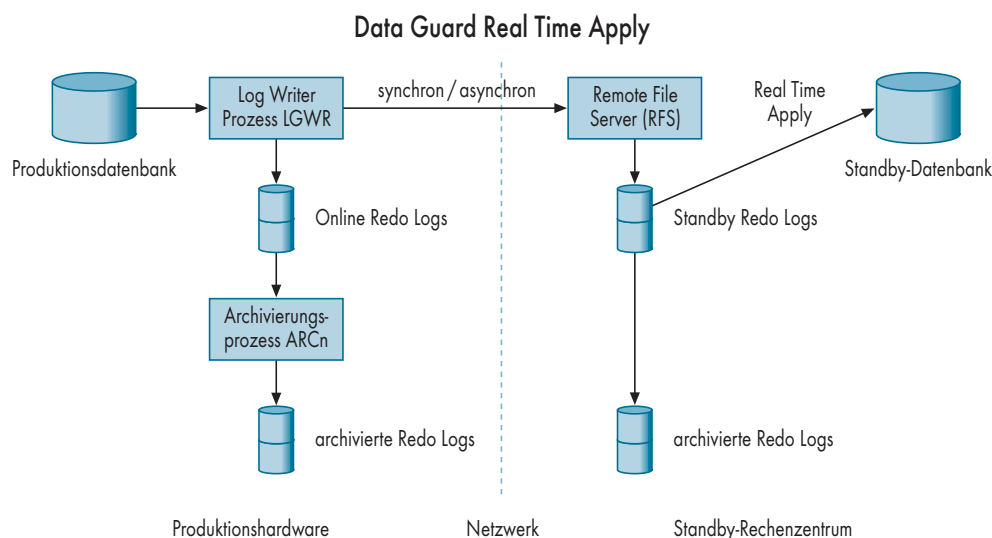 Data Guard Real Time Apply
Produktionsdatenbank
Log Writer
Prozess LGWR
synchron / asynchron
Remote File
Server (RFS)
Real Time
Apply
Standby-Datenbank
Online Redo Logs
Standby Redo Logs
Archivierungs-
prozess ARCn
archivierte Redo Logs
archivierte Redo Logs
Produktionshardware
Netzwerk
Standby-Rechenzentrum